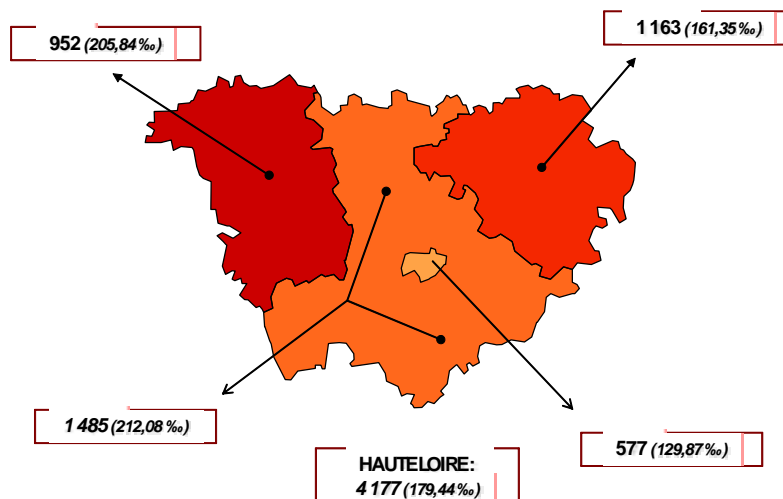 952 (205,84‰)
1 163 (161,35‰)
1 485 (212,08 ‰)
577 (129,87‰)
HAUTELOIRE:
4 177 (179,44‰)